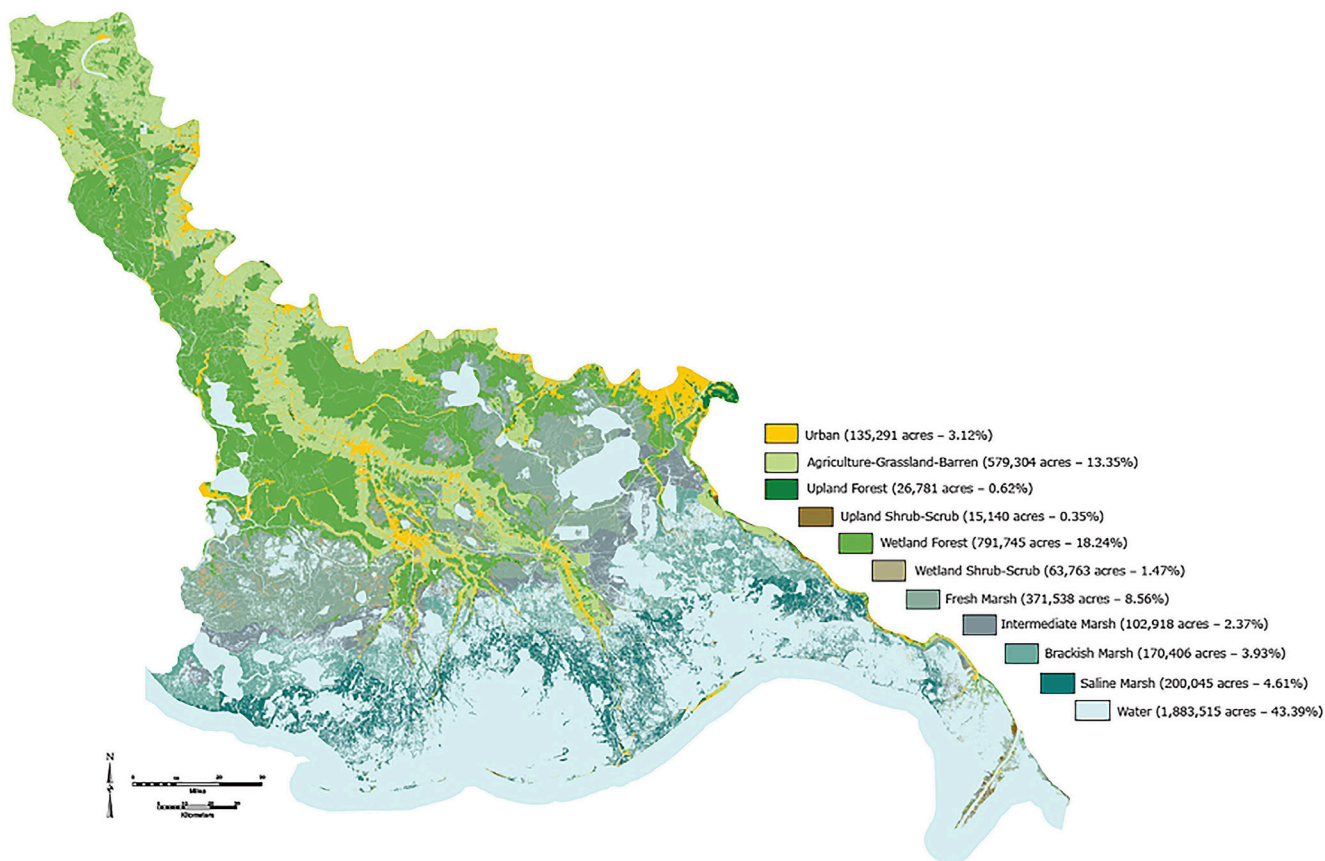 Urban (135,291 acres – 3.12%)
Agriculture-Grassland-Barren (579,304 acres – 13.35%)
Upland Forest (26,781 acres – 0.62%)
Upland Shrub-Scrub (15,140 acres – 0.35%)
Wetland Forest (791,745 acres – 18.24%)
Wetland Shrub-Scrub (63,763 acres – 1.47%)
Fresh Marsh (371,538 acres – 8.56%)
Intermediate Marsh (102,918 acres – 2.37%)
Brackish Marsh (170,406 acres – 3.93%)
Saline Marsh (200,045 acres – 4.61%)
Water (1,883,515 acres – 43.39%)
N
Miles
Kilometers